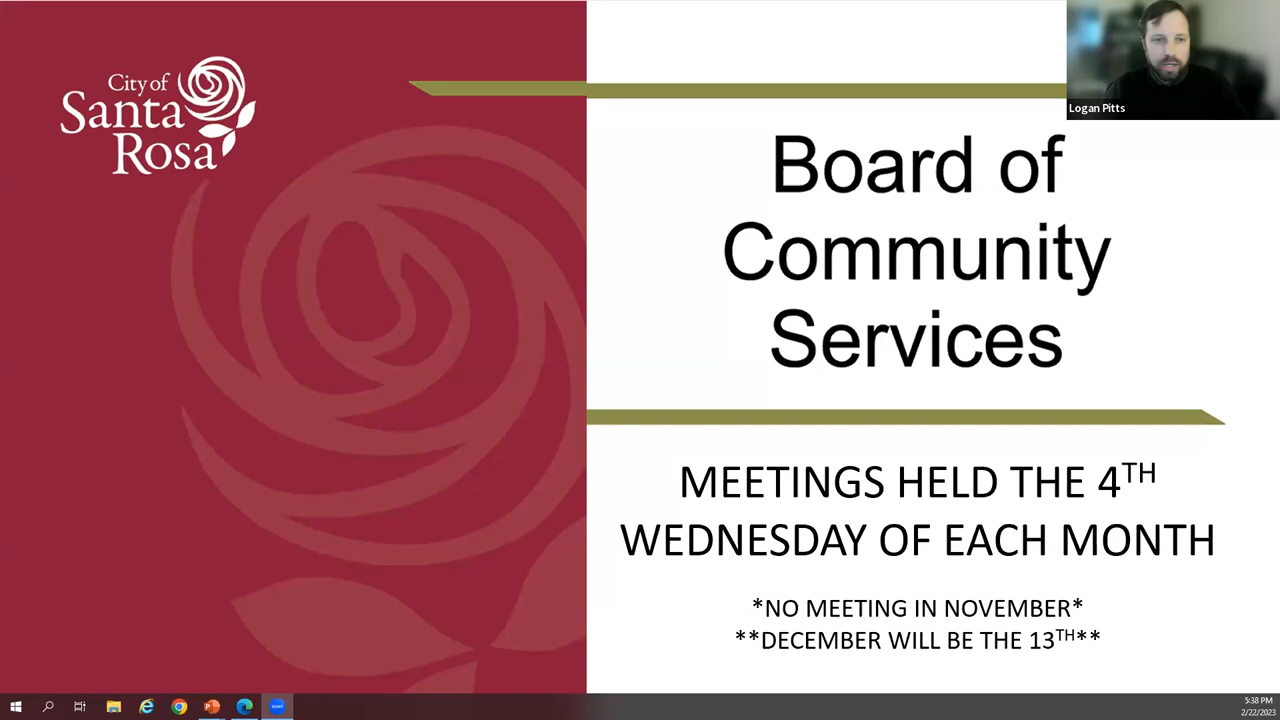 City of
Santa
Rosa
Logan Pitts
Board of
Community
Services
MEETINGS HELD THE 4TH
WEDNESDAY OF EACH MONTH
*NO MEETING IN NOVEMBER*
**DECEMBER WILL BE THE 13TH**
5:38 PM
2/22/2023